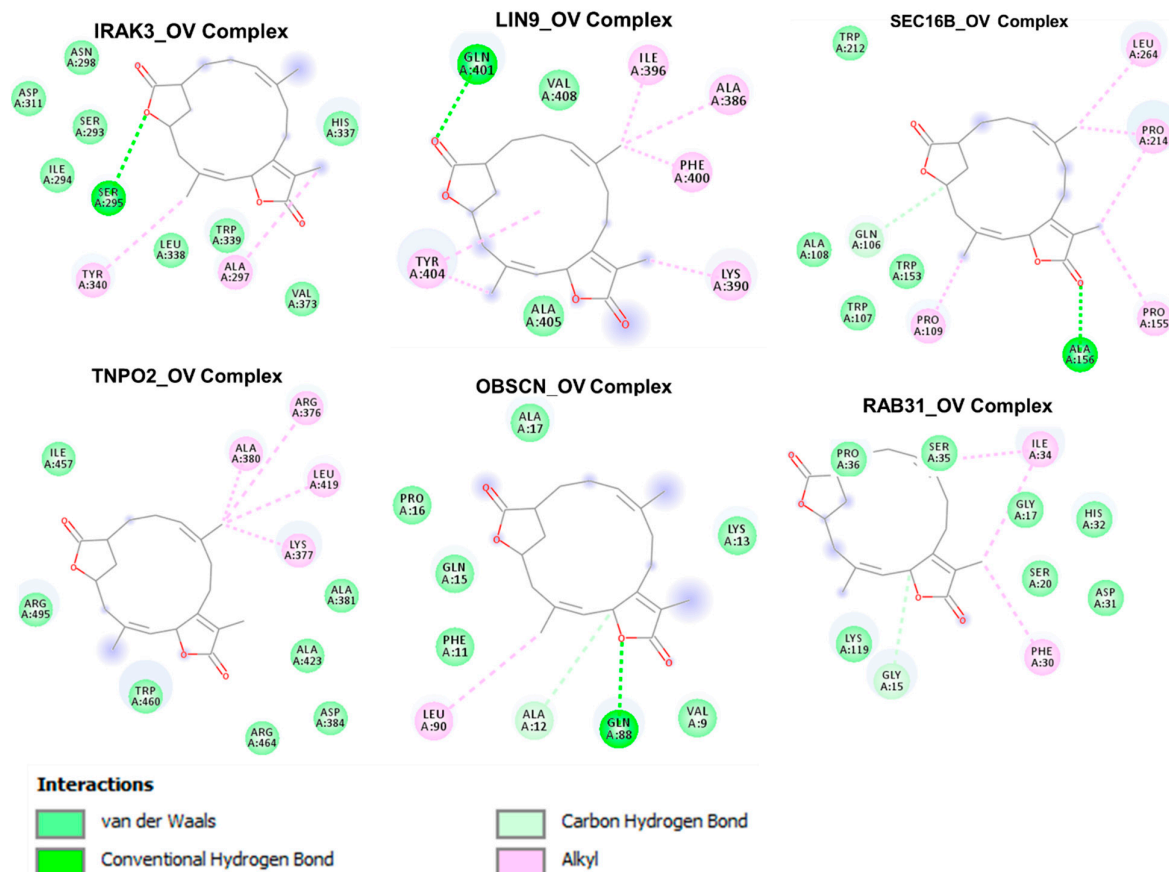 IRAK3_OV Complex
ASN
A:298
ASP
A:311
SER
A:293
ILE
A:294
SER
A:295
TYR
A:340
LEU
A:338
TRP
A:339
ALA
A:297
VAL
A:373
HIS
A:337
O
O
O
O
LIN9_OV Complex
GLN
A:401
VAL
A:408
ILE
A:396
ALA
A:386
PHE
A:400
LYS
A:390
TYR
A:404
ALA
A:405
O
O
O
O
SEC16B_OV Complex
TRP
A:212
LEU
A:264
PRO
A:214
PRO
A:155
ALA
A:156
GLN
A:106
ALA
A:108
TRP
A:153
TRP
A:107
PRO
A:109
O
O
O
O
TNPO2_OV Complex
ARG
A:376
ALA
A:380
LEU
A:419
LYS
A:377
ILE
A:457
ALA
A:381
ARG
A:495
ALA
A:423
TRP
A:460
ASP
A:384
ARG
A:464
O
O
O
O
OBSCN_OV Complex
ALA
A:17
PRO
A:16
LYS
A:13
GLN
A:15
PHE
A:11
LEU
A:90
ALA
A:12
GLN
A:88
VAL
A:9
O
O
O
O
RAB31_OV Complex
PRO
A:36
SER
A:35
ILE
A:34
GLY
A:17
HIS
A:32
SER
A:20
ASP
A:31
LYS
A:119
GLY
A:15
PHE
A:30
O
O
O
O
Interactions
van der Waals
Conventional Hydrogen Bond
Carbon Hydrogen Bond
Alkyl